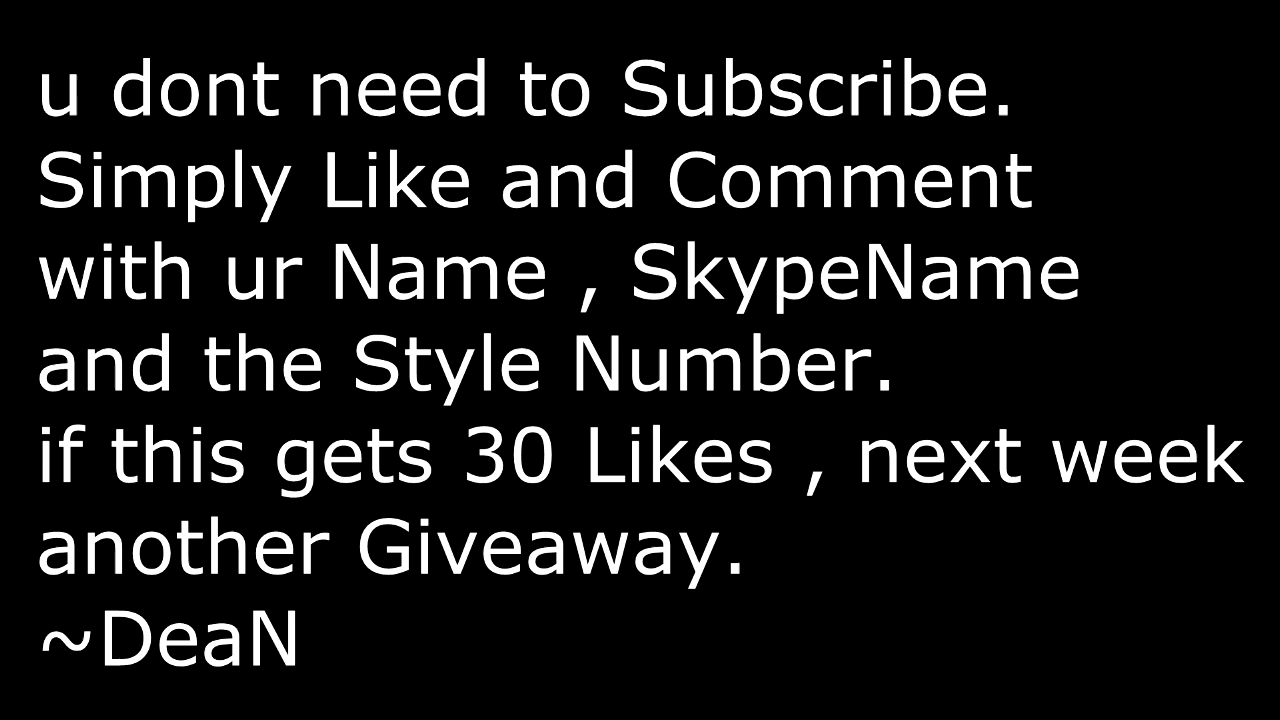 u dont need to Subscribe.
Simply Like and Comment
with ur Name , SkypeName
and the Style Number.
if this gets 30 Likes , next week
another Giveaway.
~DeaN